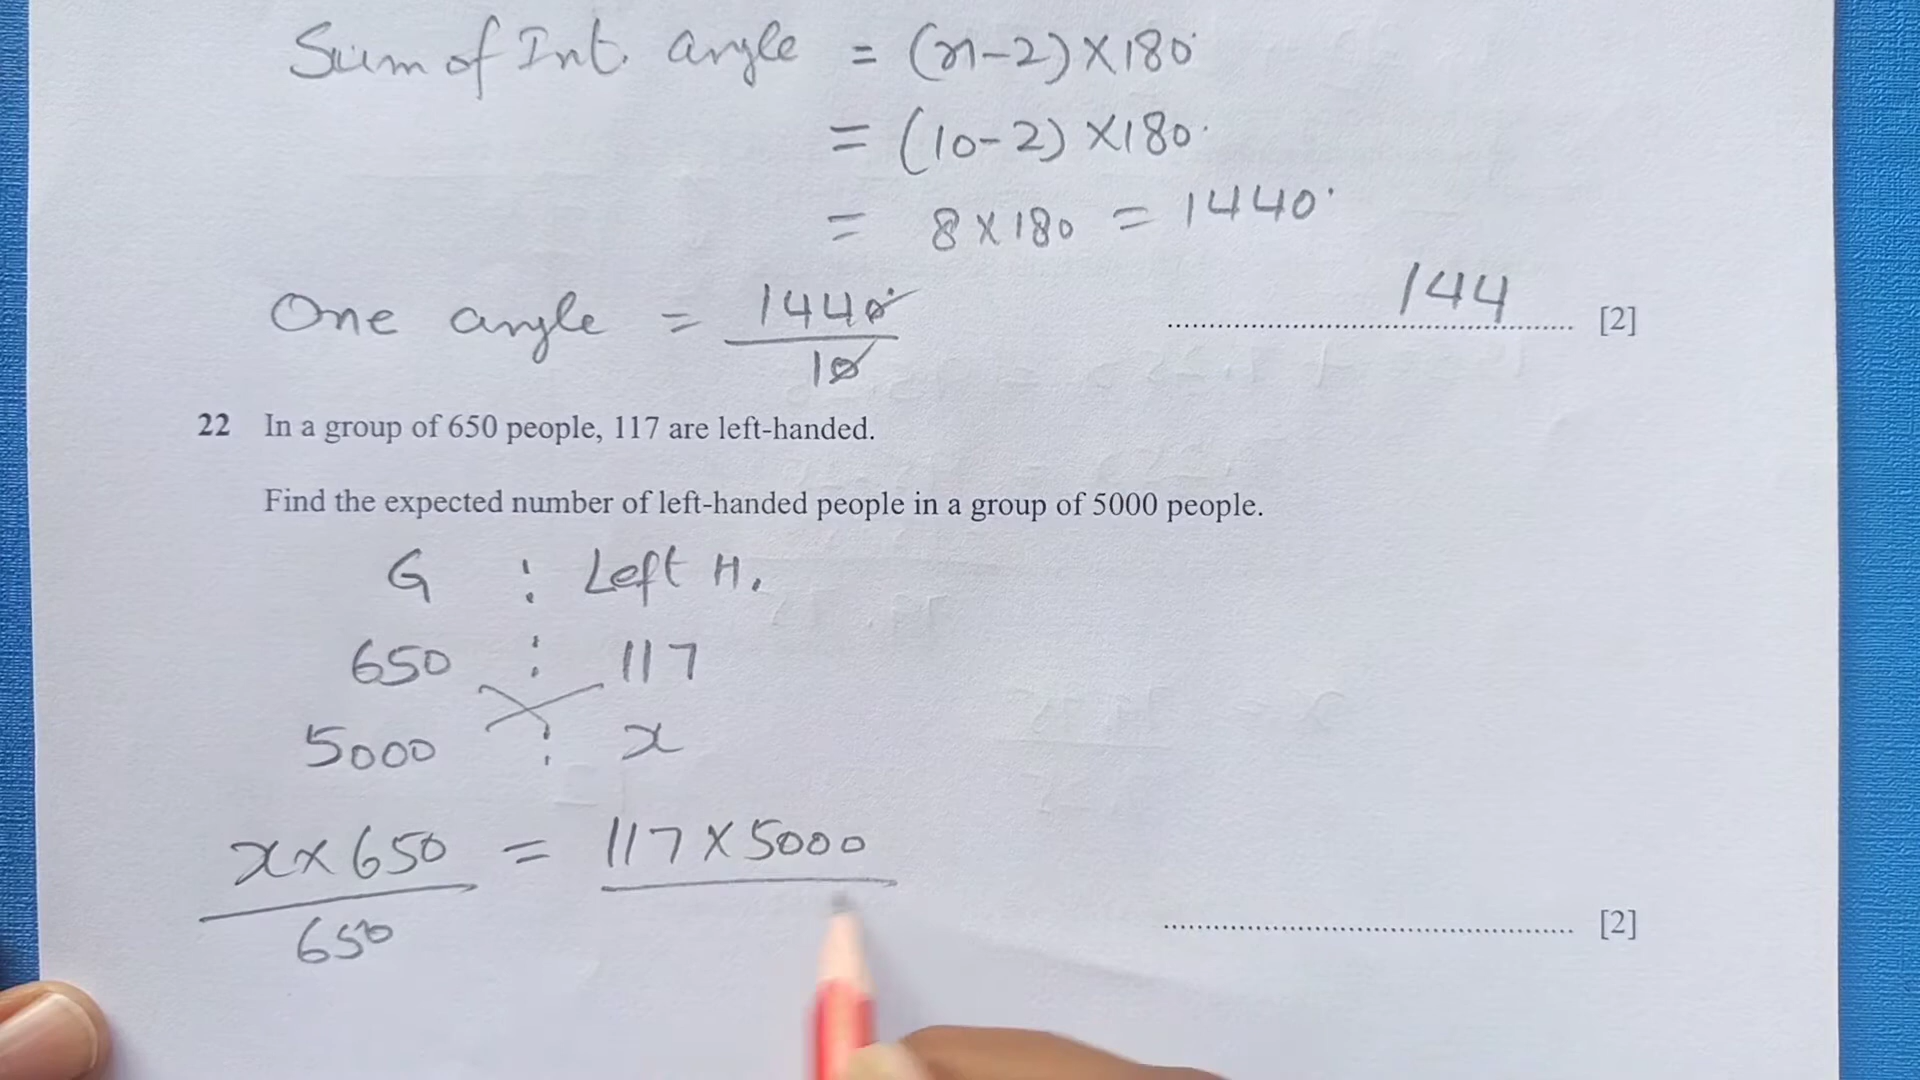 Sum of Int. angle = (n-2)×180
= (10-2)×180
= 8×180 = 1440
One angle = 1440/10
144 [2]
22 In a group of 650 people, 117 are left-handed.
Find the expected number of left-handed people in a group of 5000 people.
G : Left H.
650 : 117
5000 : x
x×650 = 117×5000
650
[2]